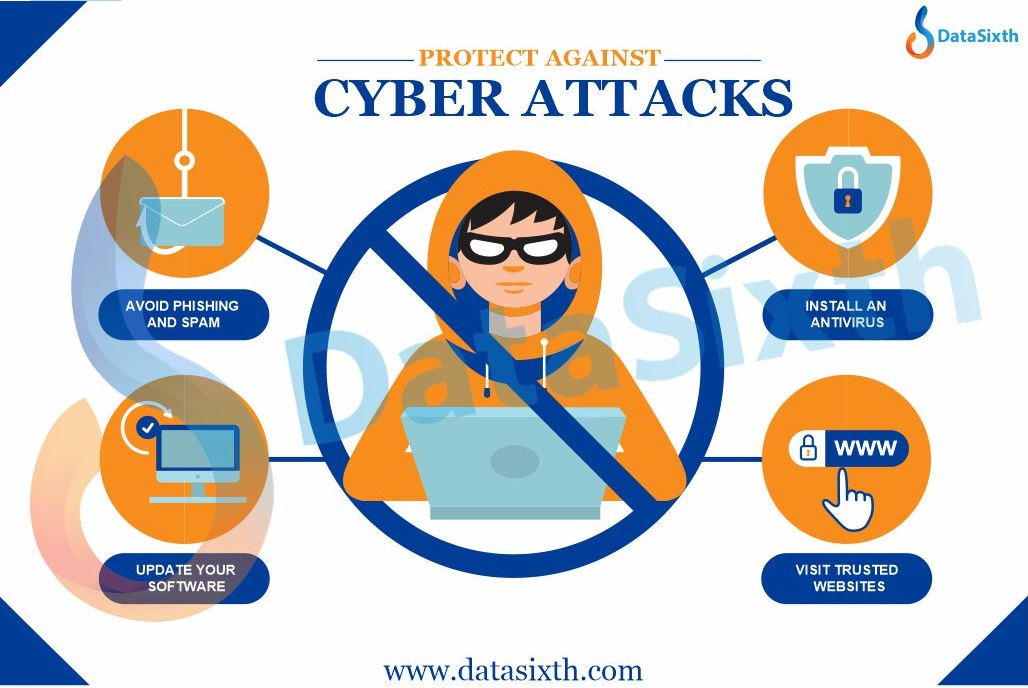 DataSixth
PROTECT AGAINST
CYBER ATTACKS
AVOID PHISHING
AND SPAM
INSTALL AN
ANTIVIRUS
DataSixth
WWW
UPDATE YOUR
SOFTWARE
VISIT TRUSTED
WEBSITES
www.datasixth.com